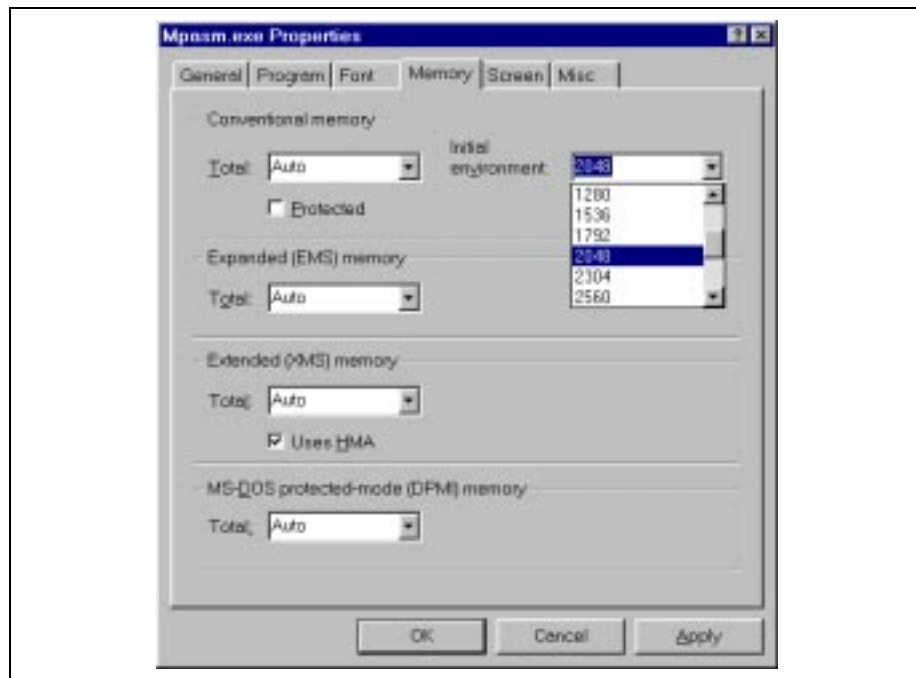 Mpasm.exe Properties
General Program Font Memory Screen Misc
Conventional memory
Total: Auto
Initial environment: 2048
Protected
1280
1536
1792
2048
2304
2560
Expanded (EMS) memory
Total: Auto
Extended (XMS) memory
Total: Auto
Uses HMA
MS-DOS protected-mode (DPMI) memory
Total: Auto
OK Cancel Apply